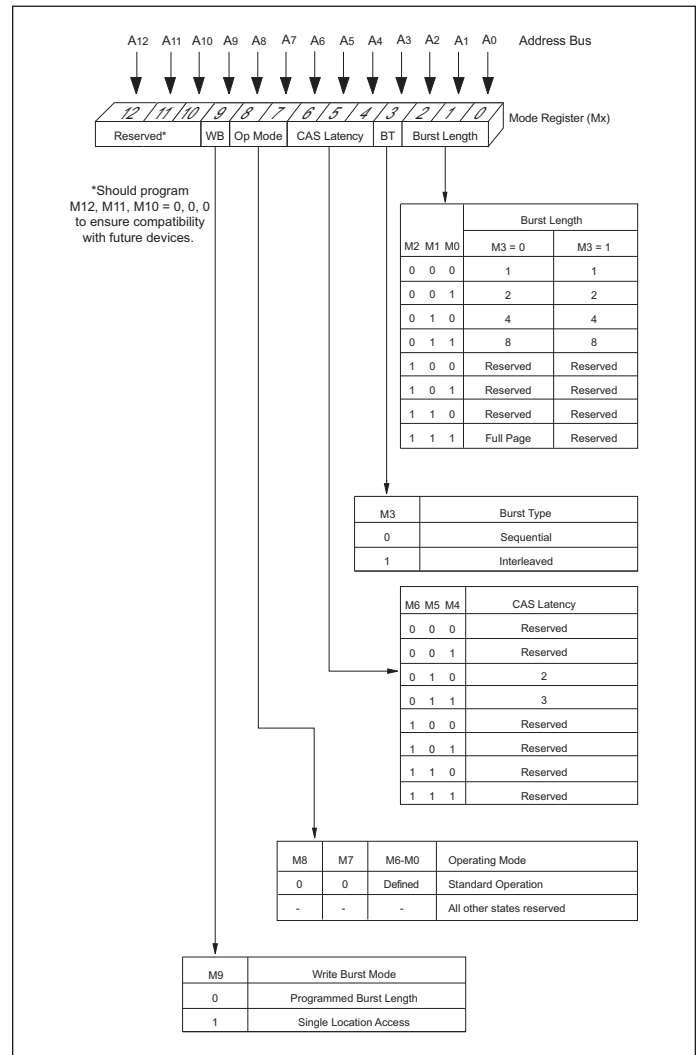 A12 A11 A10 A9 A8 A7 A6 A5 A4 A3 A2 A1 A0 Address Bus
12 11 10 9 8 7 6 5 4 3 2 1 0 Mode Register (Mx)
Reserved* WB Op Mode CAS Latency BT Burst Length
*Should program
M12, M11, M10 = 0, 0, 0
to ensure compatibility
with future devices.
Burst Length
M2 M1 M0 M3 = 0 M3 = 1
0 0 0 1 1
0 0 1 2 2
0 1 0 4 4
0 1 1 8 8
1 0 0 Reserved Reserved
1 0 1 Reserved Reserved
1 1 0 Reserved Reserved
1 1 1 Full Page Reserved
M3 Burst Type
0 Sequential
1 Interleaved
M6 M5 M4 CAS Latency
0 0 0 Reserved
0 0 1 Reserved
0 1 0 2
0 1 1 3
1 0 0 Reserved
1 0 1 Reserved
1 1 0 Reserved
1 1 1 Reserved
M8 M7 M6-M0 Operating Mode
0 0 Defined Standard Operation
- - - All other states reserved
M9 Write Burst Mode
0 Programmed Burst Length
1 Single Location Access